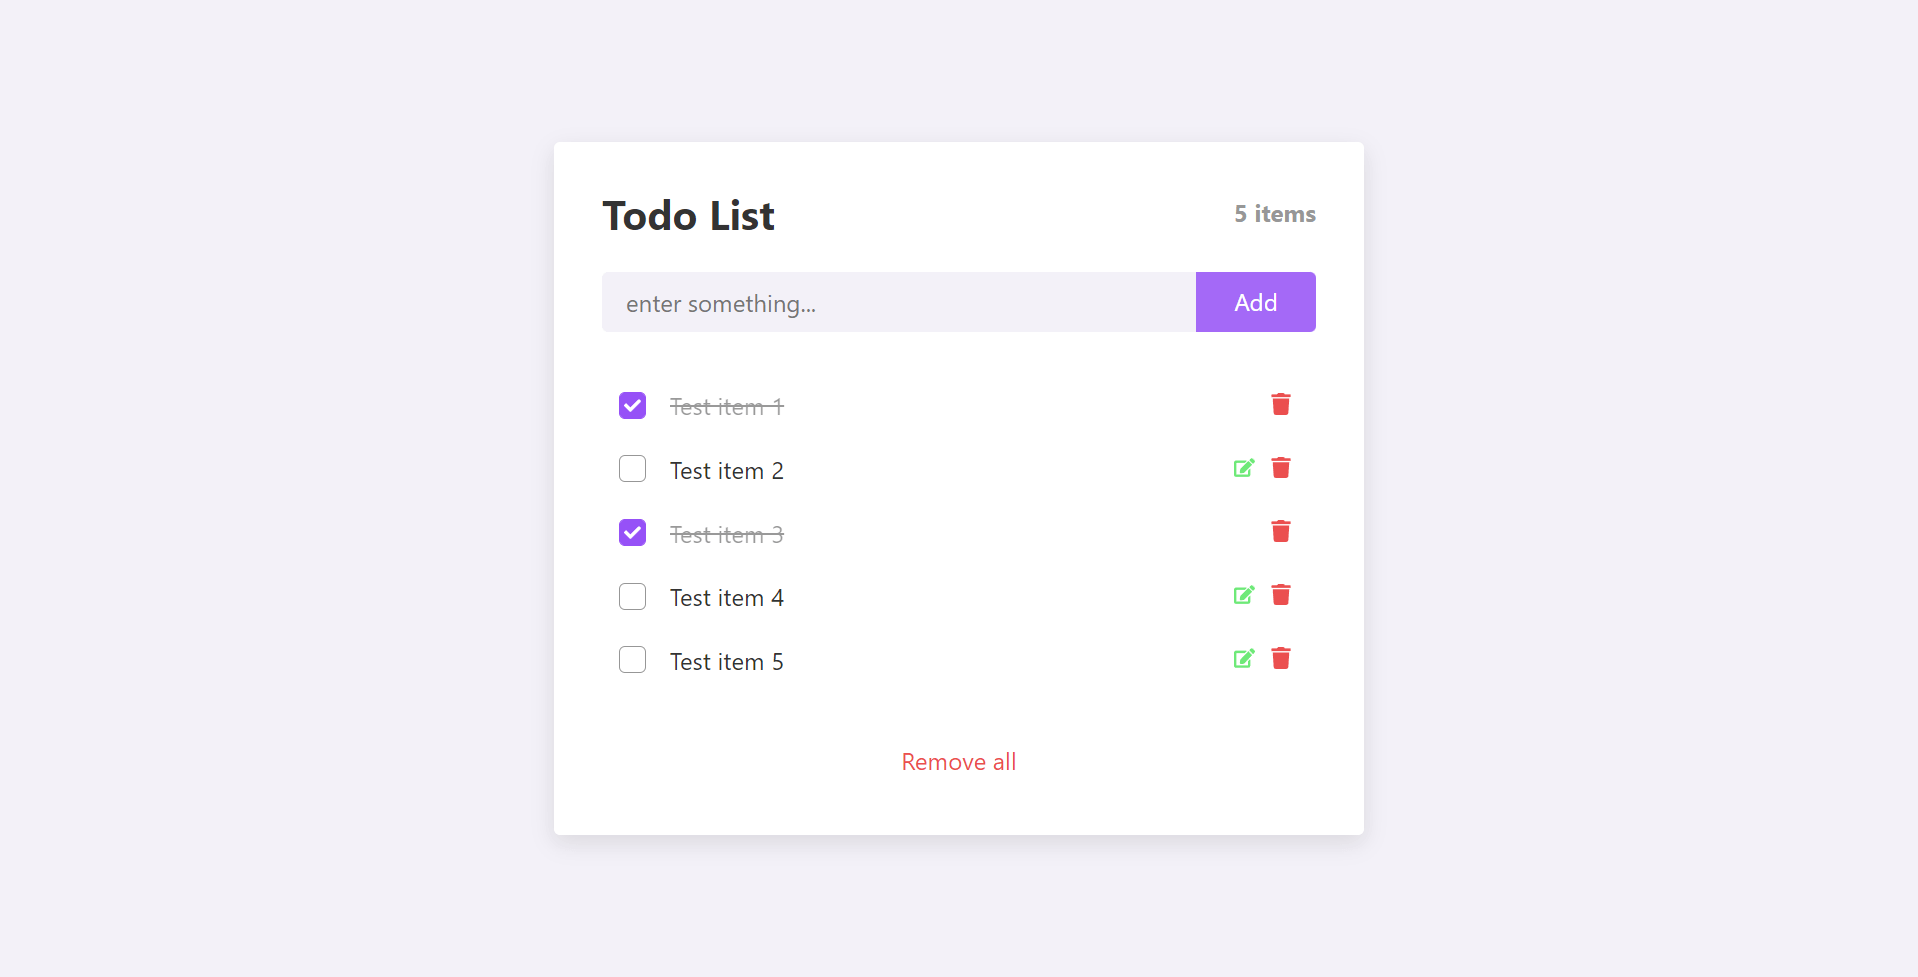 Todo List
5 items
enter something...
Add
Test item 1
Test item 2
Test item 3
Test item 4
Test item 5
Remove all